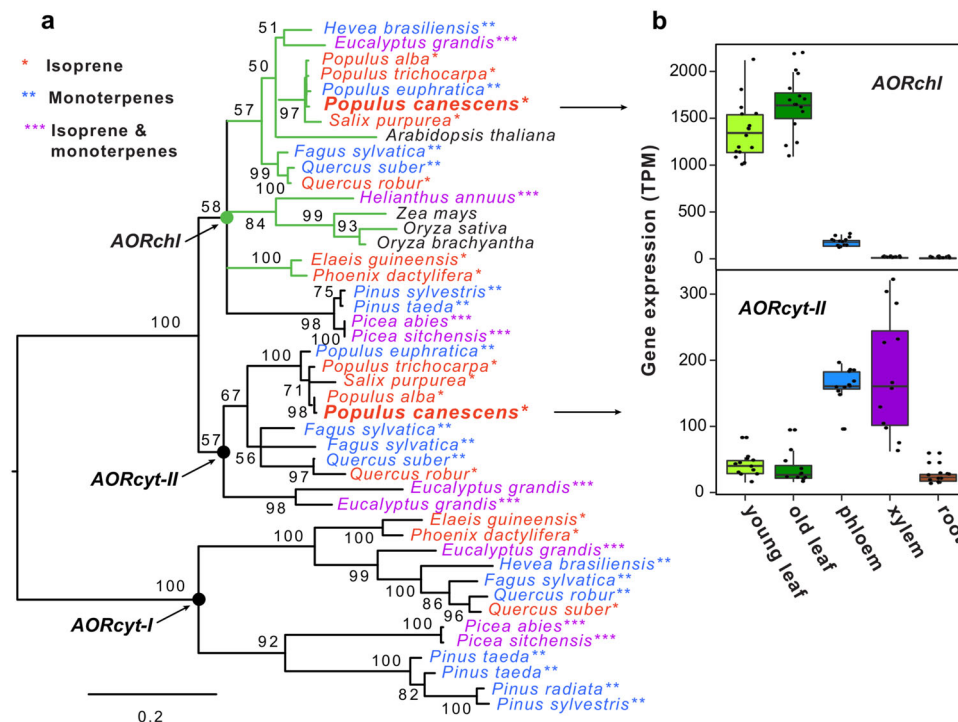 a
* Isoprene
** Monoterpenes
*** Isoprene &
monoterpenes
51
Hevea brasiliensis**
Eucalyptus grandis***
50
Populus alba*
Populus trichocarpa*
Populus euphratica**
97
Populus canescens*
Salix purpurea*
57
Arabidopsis thaliana
Fagus sylvatica**
99
Quercus suber**
100
Quercus robur*
58
Helianthus annuus***
84
99
Zea mays
93
Oryza sativa
Oryza brachyantha
AORchl
100
Elaeis guineensis*
Phoenix dactylifera*
75
Pinus sylvestris**
Pinus taeda**
98
Picea abies***
100
Picea sitchensis***
100
100
Populus euphratica**
Populus trichocarpa*
71
Salix purpurea*
67
Populus alba*
98
Populus canescens*
57
Fagus sylvatica**
Fagus sylvatica**
56
Quercus suber**
97
Quercus robur*
AORcyt-II
Eucalyptus grandis***
98
Eucalyptus grandis***
Elaeis guineensis*
100
100
Phoenix dactylifera*
Eucalyptus grandis***
99
Hevea brasiliensis**
100
Fagus sylvatica**
86
Quercus robur**
96
Quercus suber*
100
AORcyt-I
100
Picea abies***
Picea sitchensis***
92
100
Pinus taeda**
Pinus taeda**
82
Pinus radiata**
100
Pinus sylvestris**
0.2
b
Gene expression (TPM)
AORchl
2000
1500
1000
500
0
AORcyt-II
300
200
100
0
young leaf
old leaf
phloem
xylem
root